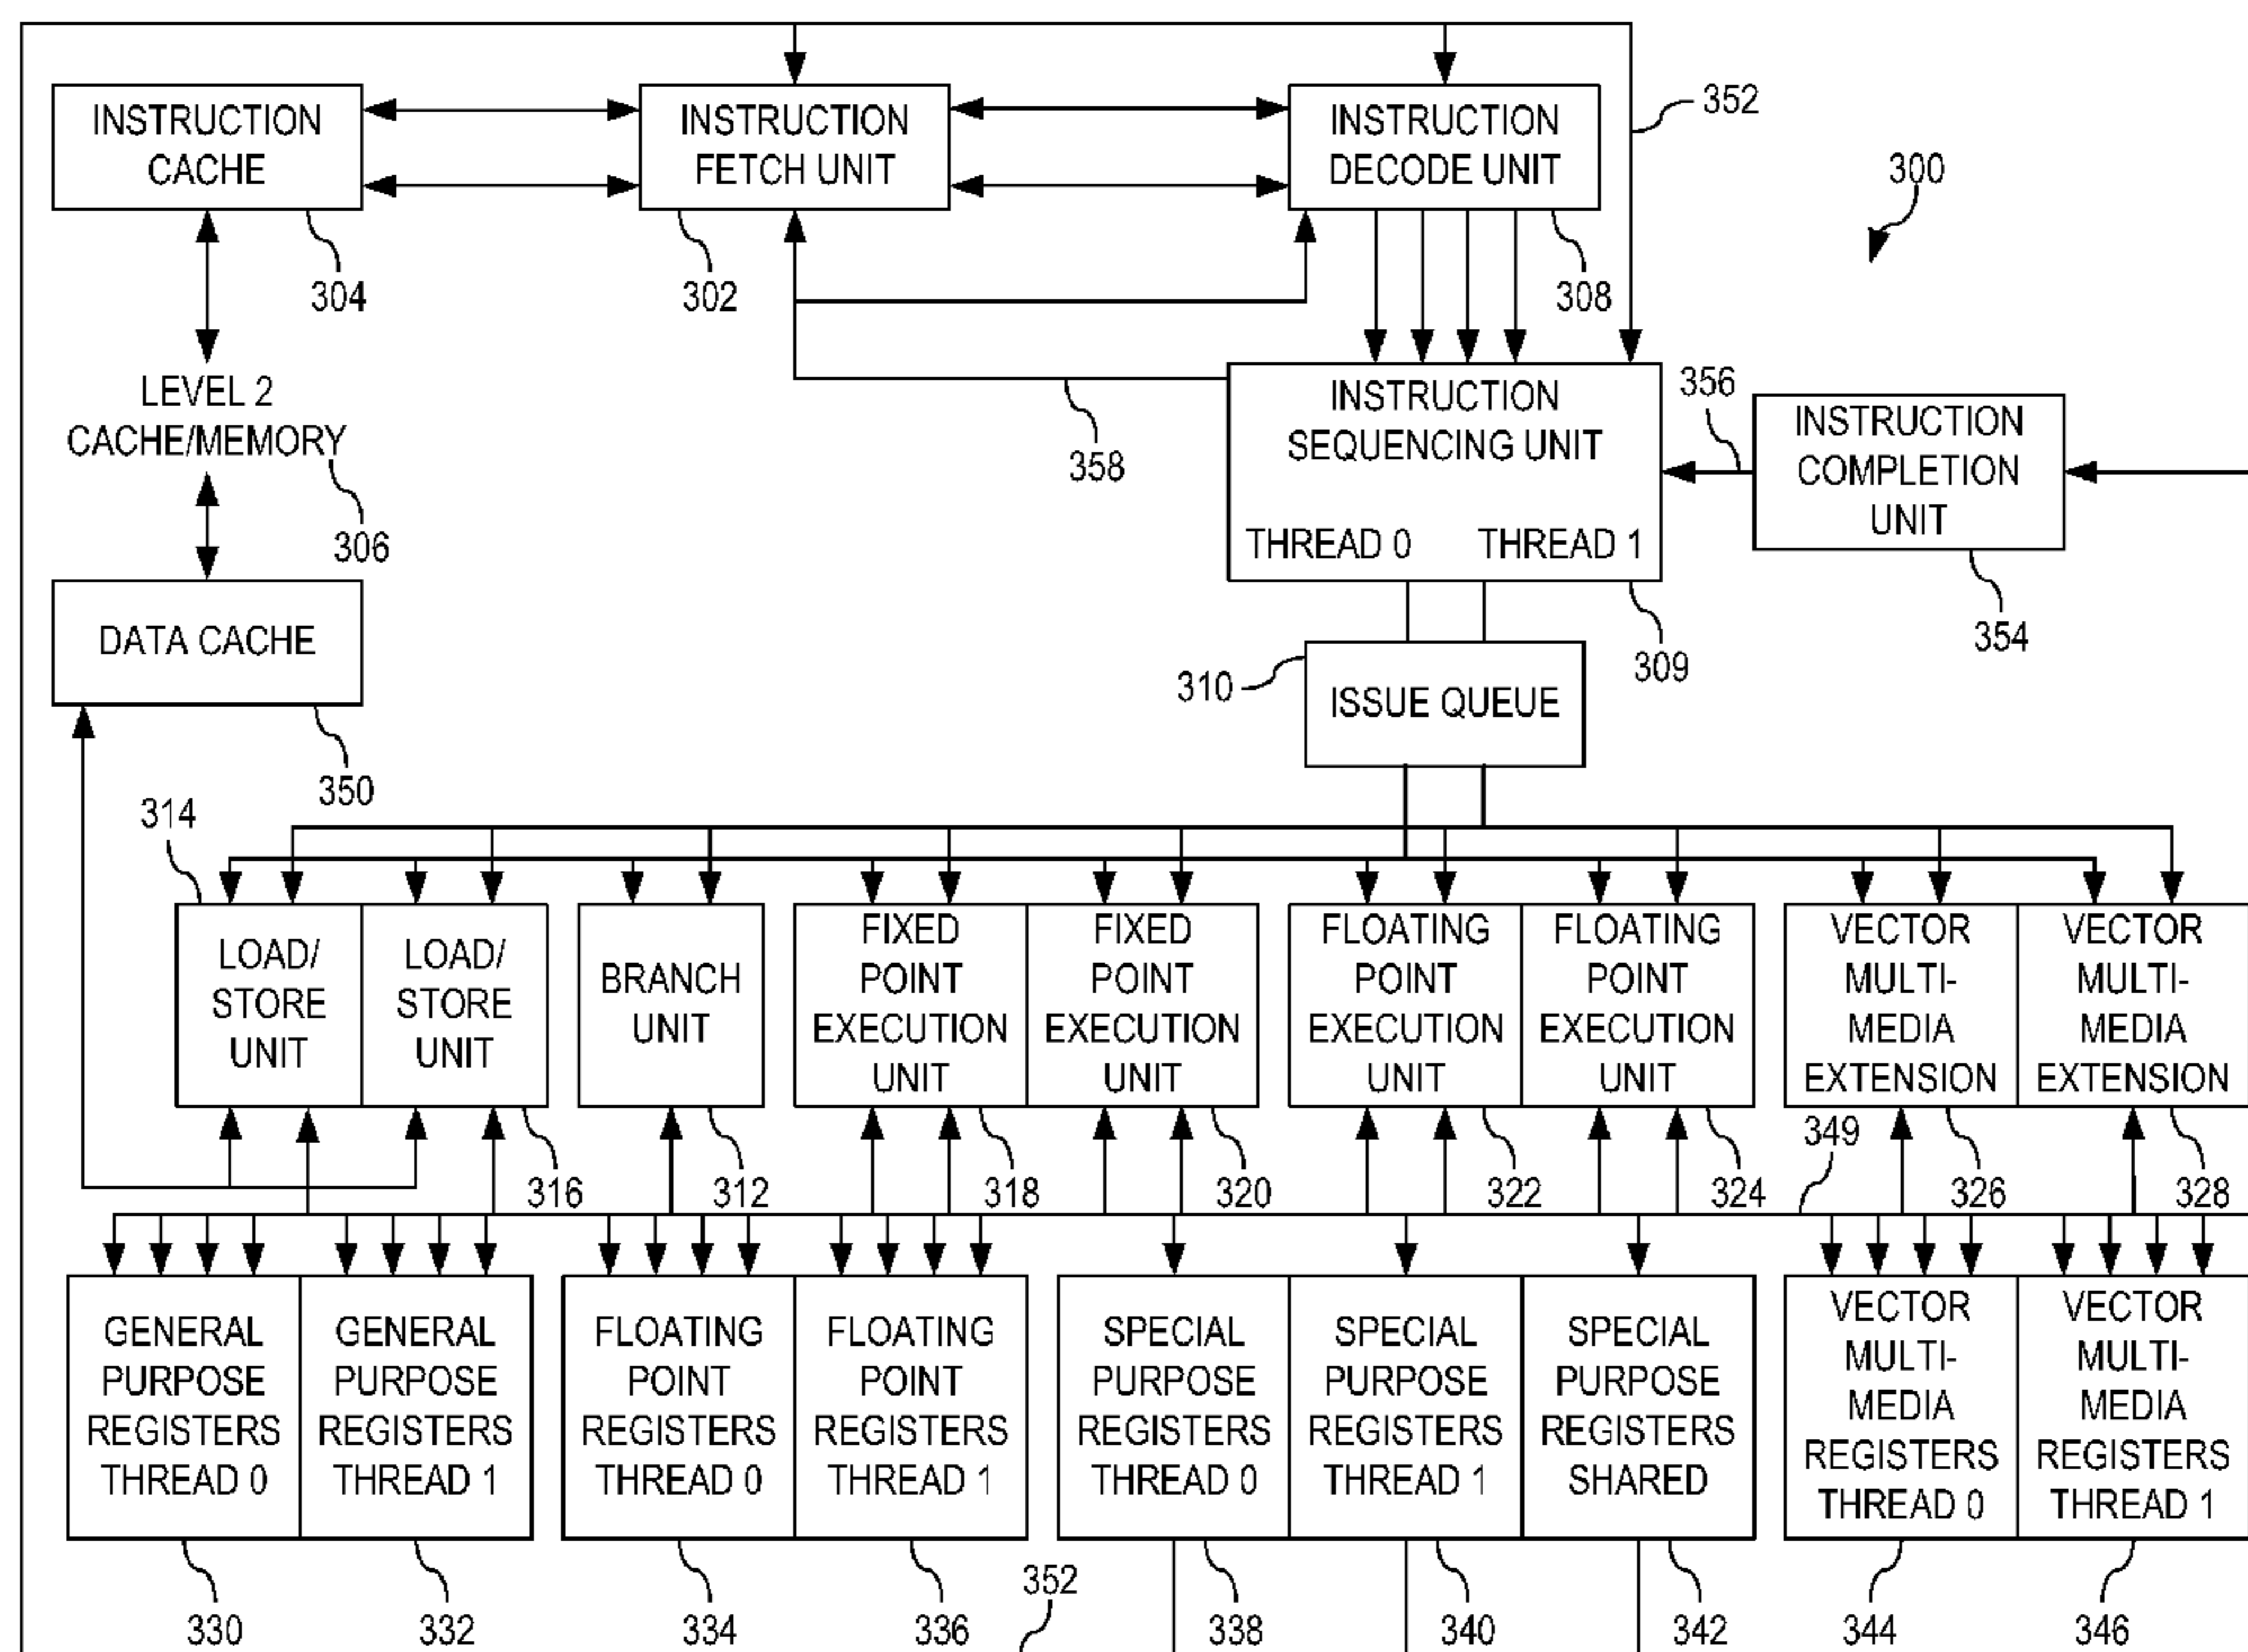 INSTRUCTION
CACHE
INSTRUCTION
FETCH UNIT
INSTRUCTION
DECODE UNIT
352
300
304
302
308
LEVEL 2
CACHE/MEMORY
306
INSTRUCTION
SEQUENCING UNIT
THREAD 0 THREAD 1
358
356
INSTRUCTION
COMPLETION
UNIT
354
309
DATA CACHE
350
310
ISSUE QUEUE
314
LOAD/
STORE
UNIT
LOAD/
STORE
UNIT
BRANCH
UNIT
FIXED
POINT
EXECUTION
UNIT
FIXED
POINT
EXECUTION
UNIT
FLOATING
POINT
EXECUTION
UNIT
FLOATING
POINT
EXECUTION
UNIT
VECTOR
MULTI-
MEDIA
EXTENSION
VECTOR
MULTI-
MEDIA
EXTENSION
349
316
312
318
320
322
324
326
328
GENERAL
PURPOSE
REGISTERS
THREAD 0
GENERAL
PURPOSE
REGISTERS
THREAD 1
FLOATING
POINT
REGISTERS
THREAD 0
FLOATING
POINT
REGISTERS
THREAD 1
SPECIAL
PURPOSE
REGISTERS
THREAD 0
SPECIAL
PURPOSE
REGISTERS
THREAD 1
SPECIAL
PURPOSE
REGISTERS
SHARED
VECTOR
MULTI-
MEDIA
REGISTERS
THREAD 0
VECTOR
MULTI-
MEDIA
REGISTERS
THREAD 1
330
332
334
336
352
338
340
342
344
346